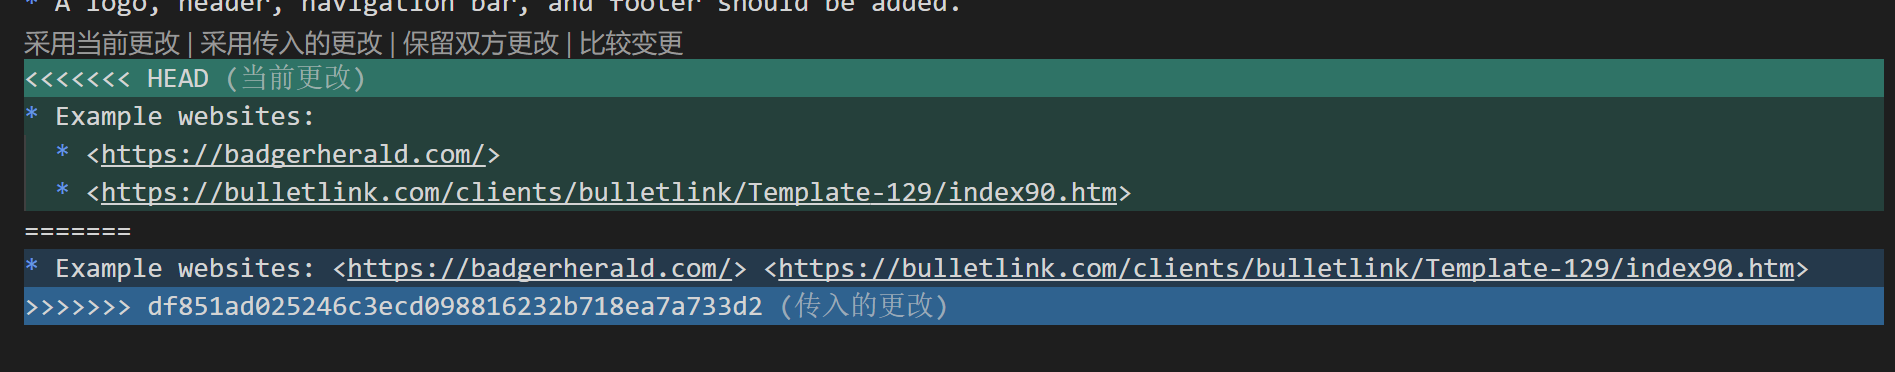 * A logo, header, navigation bar, and footer should be added.
采用当前更改 | 采用传入的更改 | 保留双方更改 | 比较变更
<<<<<<< HEAD (当前更改)
* Example websites:
  * <https://badgerherald.com/>
  * <https://bulletlink.com/clients/bulletlink/Template-129/index90.htm>
=======
* Example websites: <https://badgerherald.com/> <https://bulletlink.com/clients/bulletlink/Template-129/index90.htm>
>>>>>>> df851ad025246c3ecd098816232b718ea7a733d2 (传入的更改)